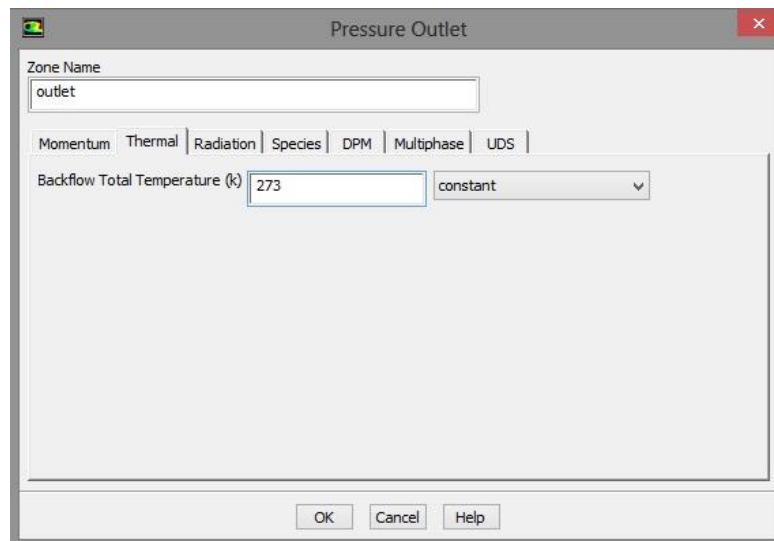 Pressure Outlet
Zone Name
outlet
Momentum Thermal Radiation Species DPM Multiphase UDS
Backflow Total Temperature (k) 273 constant
OK Cancel Help